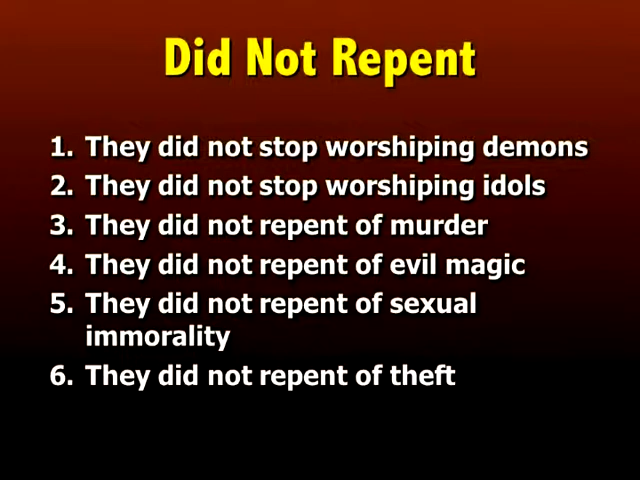 Did Not Repent
1. They did not stop worshiping demons
2. They did not stop worshiping idols
3. They did not repent of murder
4. They did not repent of evil magic
5. They did not repent of sexual
immorality
6. They did not repent of theft